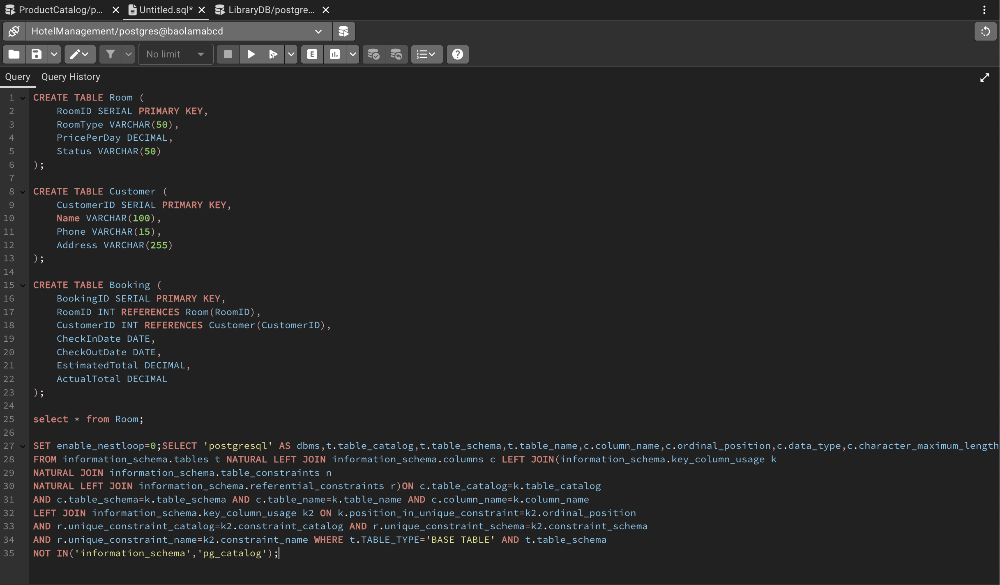 ProductCatalog/p...
Untitled.sql*
LibraryDB/postgre...
HotelManagement/postgres@baolamabcd
No limit
E
Query Query History
1 CREATE TABLE Room (
2     RoomID SERIAL PRIMARY KEY,
3     RoomType VARCHAR(50),
4     PricePerDay DECIMAL,
5     Status VARCHAR(50)
6 );
7
8 CREATE TABLE Customer (
9     CustomerID SERIAL PRIMARY KEY,
10     Name VARCHAR(100),
11     Phone VARCHAR(15),
12     Address VARCHAR(255)
13 );
14
15 CREATE TABLE Booking (
16     BookingID SERIAL PRIMARY KEY,
17     RoomID INT REFERENCES Room(RoomID),
18     CustomerID INT REFERENCES Customer(CustomerID),
19     CheckInDate DATE,
20     CheckOutDate DATE,
21     EstimatedTotal DECIMAL,
22     ActualTotal DECIMAL
23 );
24
25 select * from Room;
26
27 SET enable_nestloop=0;SELECT 'postgresql' AS dbms,t.table_catalog,t.table_schema,t.table_name,c.column_name,c.ordinal_position,c.data_type,c.character_maximum_length
28 FROM information_schema.tables t NATURAL LEFT JOIN information_schema.columns c LEFT JOIN(information_schema.key_column_usage k
29 NATURAL JOIN information_schema.table_constraints n
30 NATURAL LEFT JOIN information_schema.referential_constraints r)ON c.table_catalog=k.table_catalog
31 AND c.table_schema=k.table_schema AND c.table_name=k.table_name AND c.column_name=k.column_name
32 LEFT JOIN information_schema.key_column_usage k2 ON k.position_in_unique_constraint=k2.ordinal_position
33 AND r.unique_constraint_catalog=k2.constraint_catalog AND r.unique_constraint_schema=k2.constraint_schema
34 AND r.unique_constraint_name=k2.constraint_name WHERE t.TABLE_TYPE='BASE TABLE' AND t.table_schema
35 NOT IN('information_schema','pg_catalog');